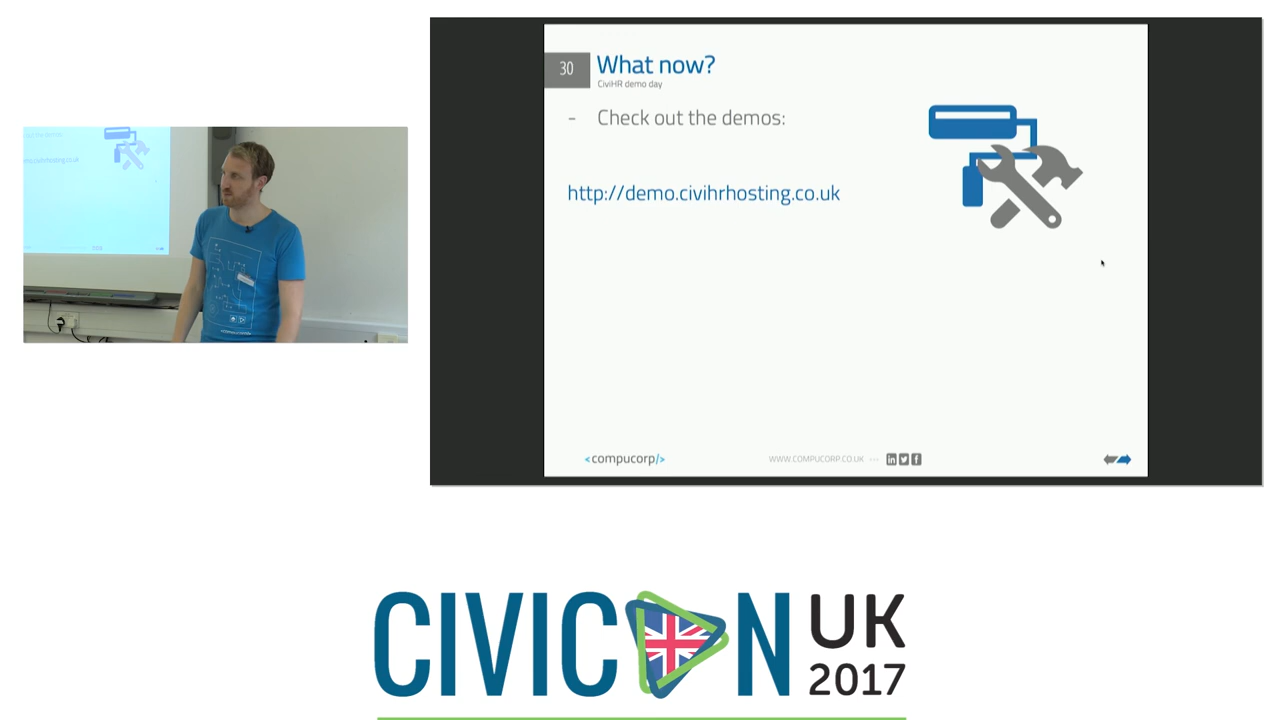 30
What now?
CiviHR demo day
- Check out the demos:
http://demo.civihrhosting.co.uk
<compucorp/>
WWW.COMPUCORP.CO.UK
in
f
CIVICON UK
2017